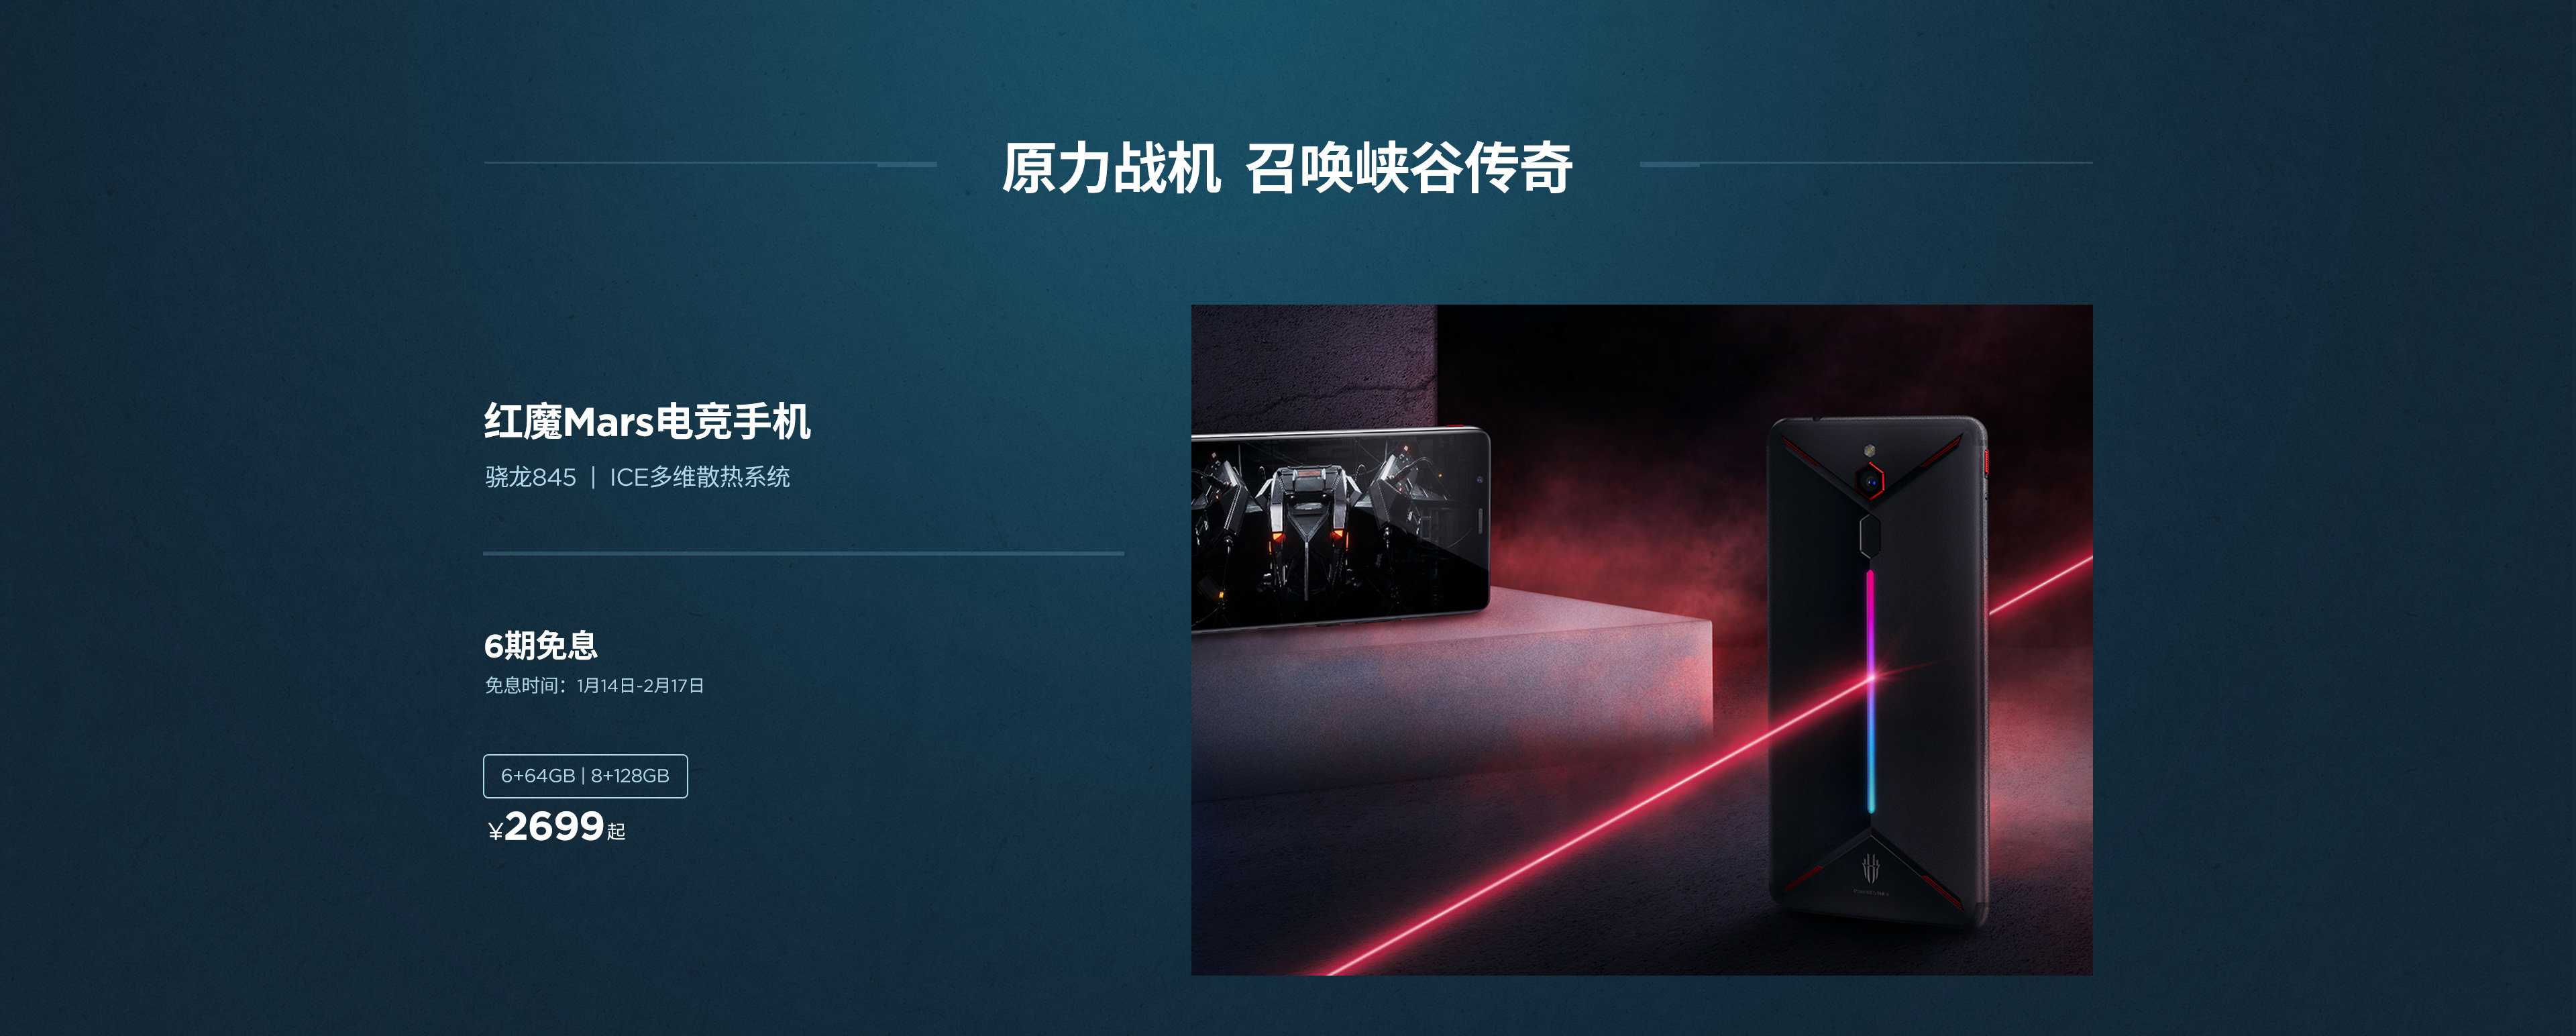 原力战机 召唤峡谷传奇
红魔Mars电竞手机
骁龙845 | ICE多维散热系统
6期免息
免息时间：1月14日-2月17日
6+64GB | 8+128GB
¥2699起